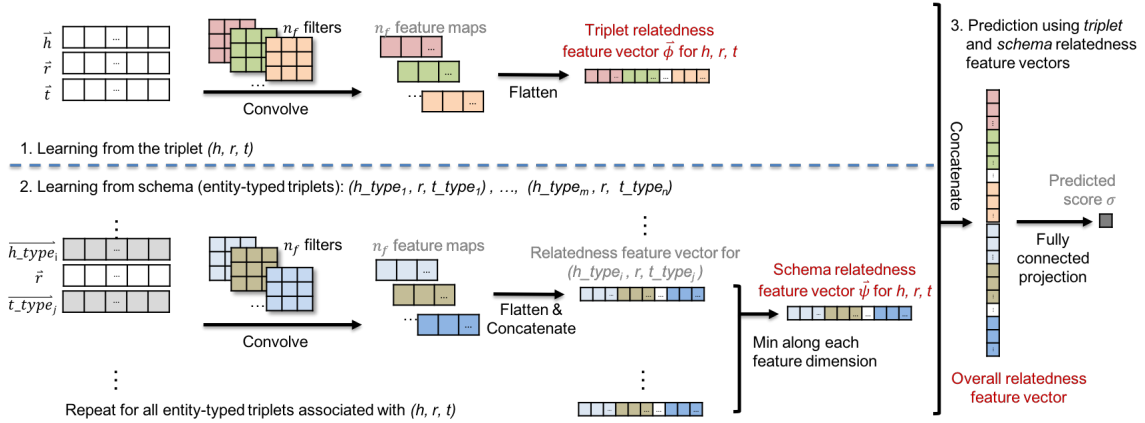 n_f filters
n_f feature maps
Triplet relatedness
feature vector ϕ⃗ for h, r, t
h⃗
r⃗
t⃗
...
...
...
...
Convolve
...
...
...
...
Flatten
... ... ... ...
1. Learning from the triplet (h, r, t)
2. Learning from schema (entity-typed triplets): (h_type₁ , r, t_type₁) , …, (h_typeₘ , r, t_typeₙ)
⋮
h_typeᵢ
r⃗
t_typeⱼ
...
...
...
n_f filters
...
Convolve
n_f feature maps
...
...
...
...
Flatten &
Concatenate
⋮
Relatedness feature vector for
(h_typeᵢ , r, t_typeⱼ)
... ... ... ...
Schema relatedness
feature vector ψ⃗ for h, r, t
... ... ... ...
Min along each
feature dimension
⋮
⋮
Repeat for all entity-typed triplets associated with (h, r, t)
... ... ... ...
3. Prediction using triplet
and schema relatedness
feature vectors
Concatenate
Predicted
score σ
Fully
connected
projection
Overall relatedness
feature vector